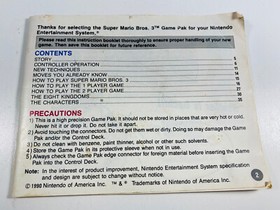 Thanks for selecting the Super Mario Bros. 3™ Game Pak for your Nintendo
Entertainment System.®
Please read this instruction booklet thoroughly to ensure proper handling of your new
game. Then save this booklet for future reference.
CONTENTS
STORY
CONTROLLER OPERATION
NEW TECHNIQUES
MOVES YOU ALREADY KNOW
HOW TO PLAY SUPER MARIO BROS. 3
HOW TO PLAY THE 1 PLAYER GAME
HOW TO PLAY THE 2 PLAYER GAME
THE EIGHT KINGDOMS
THE CHARACTERS
PRECAUTIONS
1) This is a high precision Game Pak. It should not be stored in places that are very hot or cold.
Never hit it or drop it. Do not take it apart.
2) Avoid touching the connectors. Do not get them wet or dirty. Doing so may damage the Game
Pak and/or the Control Deck.
3) Do not clean with benzene, paint thinner, alcohol or other such solvents.
4) Store the Game Pak in its protective sleeve when not in use.
5) Always check the Game Pak edge connector for foreign material before inserting the Game
Pak into the Control Deck.
Note: In the interest of product improvement, Nintendo Entertainment System specification
and design are subject to change without notice.
©1990 Nintendo of America Inc. ™ & ® Trademarks of Nintendo of America Inc.
2